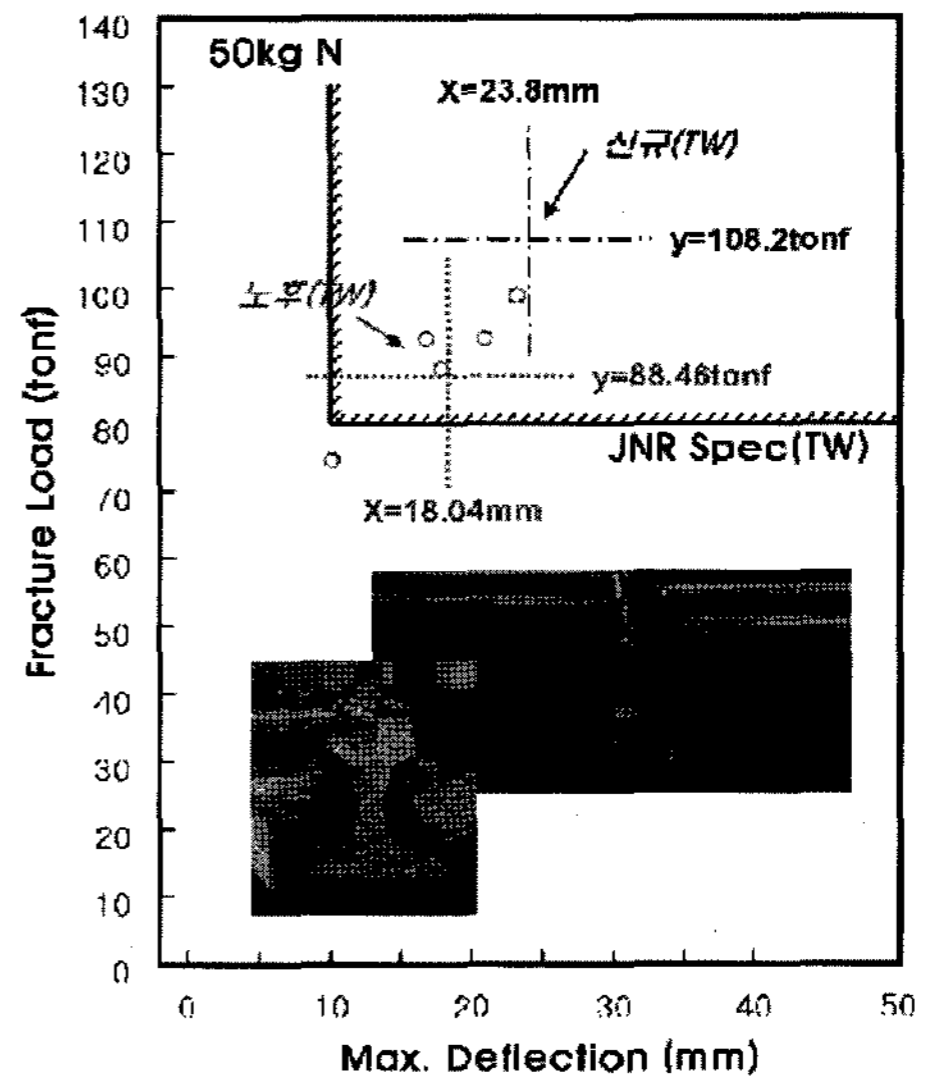 140
50kg N
130
X=23.8mm
120
신규(TW)
110
y=108.2tonf
100
노후(TW)
90
y=88.46tonf
80
JNR Spec(TW)
70
X=18.04mm
60
50
40
30
20
10
0
Fracture Load (tonf)
0 10 20 30 40 50
Max. Deflection (mm)